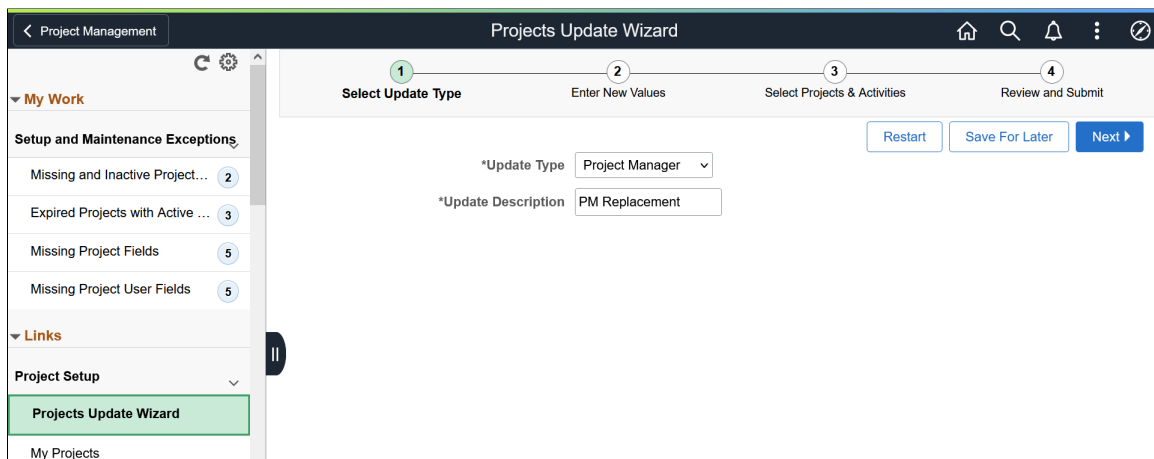 Project Management
Projects Update Wizard
My Work
Setup and Maintenance Exceptions
Missing and Inactive Project... 2
Expired Projects with Active ... 3
Missing Project Fields 5
Missing Project User Fields 5
Links
Project Setup
Projects Update Wizard
My Projects
1 2 3 4
Select Update Type Enter New Values Select Projects & Activities Review and Submit
Restart Save For Later Next
*Update Type Project Manager
*Update Description PM Replacement